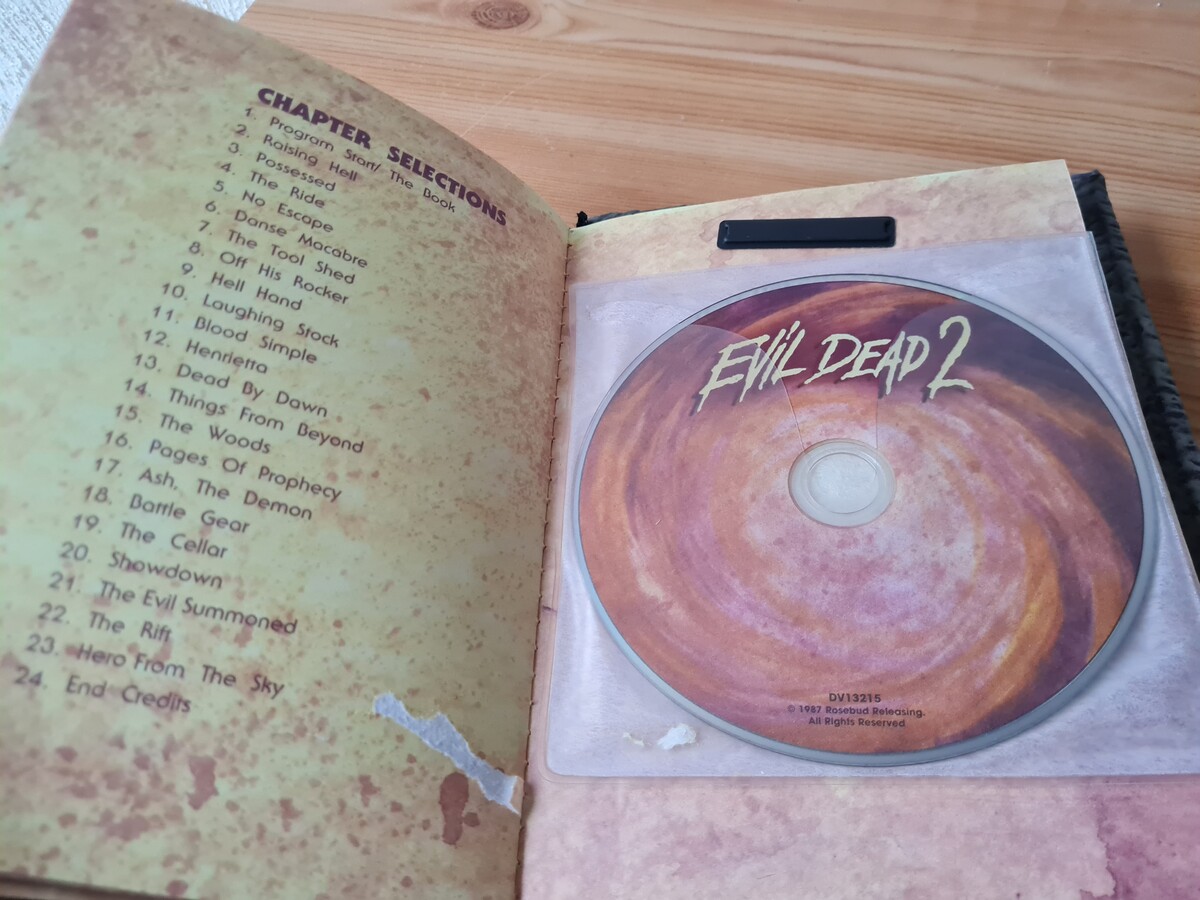 CHAPTER SELECTIONS
1. Program Start/ The Book
2. Raising Hell
3. Possessed
4. The Ride
5. No Escape
6. Danse Macabre
7. The Tool Shed
8. Off His Rocker
9. Hell Hand
10. Laughing Stock
11. Blood Simple
12. Henrietta
13. Dead By Dawn
14. Things From Beyond
15. The Woods
16. Pages Of Prophecy
17. Ash. The Demon
18. Battle Gear
19. The Cellar
20. Showdown
21. The Evil Summoned
22. The Rift
23. Hero From The Sky
24. End Credits
EVIL DEAD 2
DV13215
© 1987 Rosebud Releasing.
All Rights Reserved